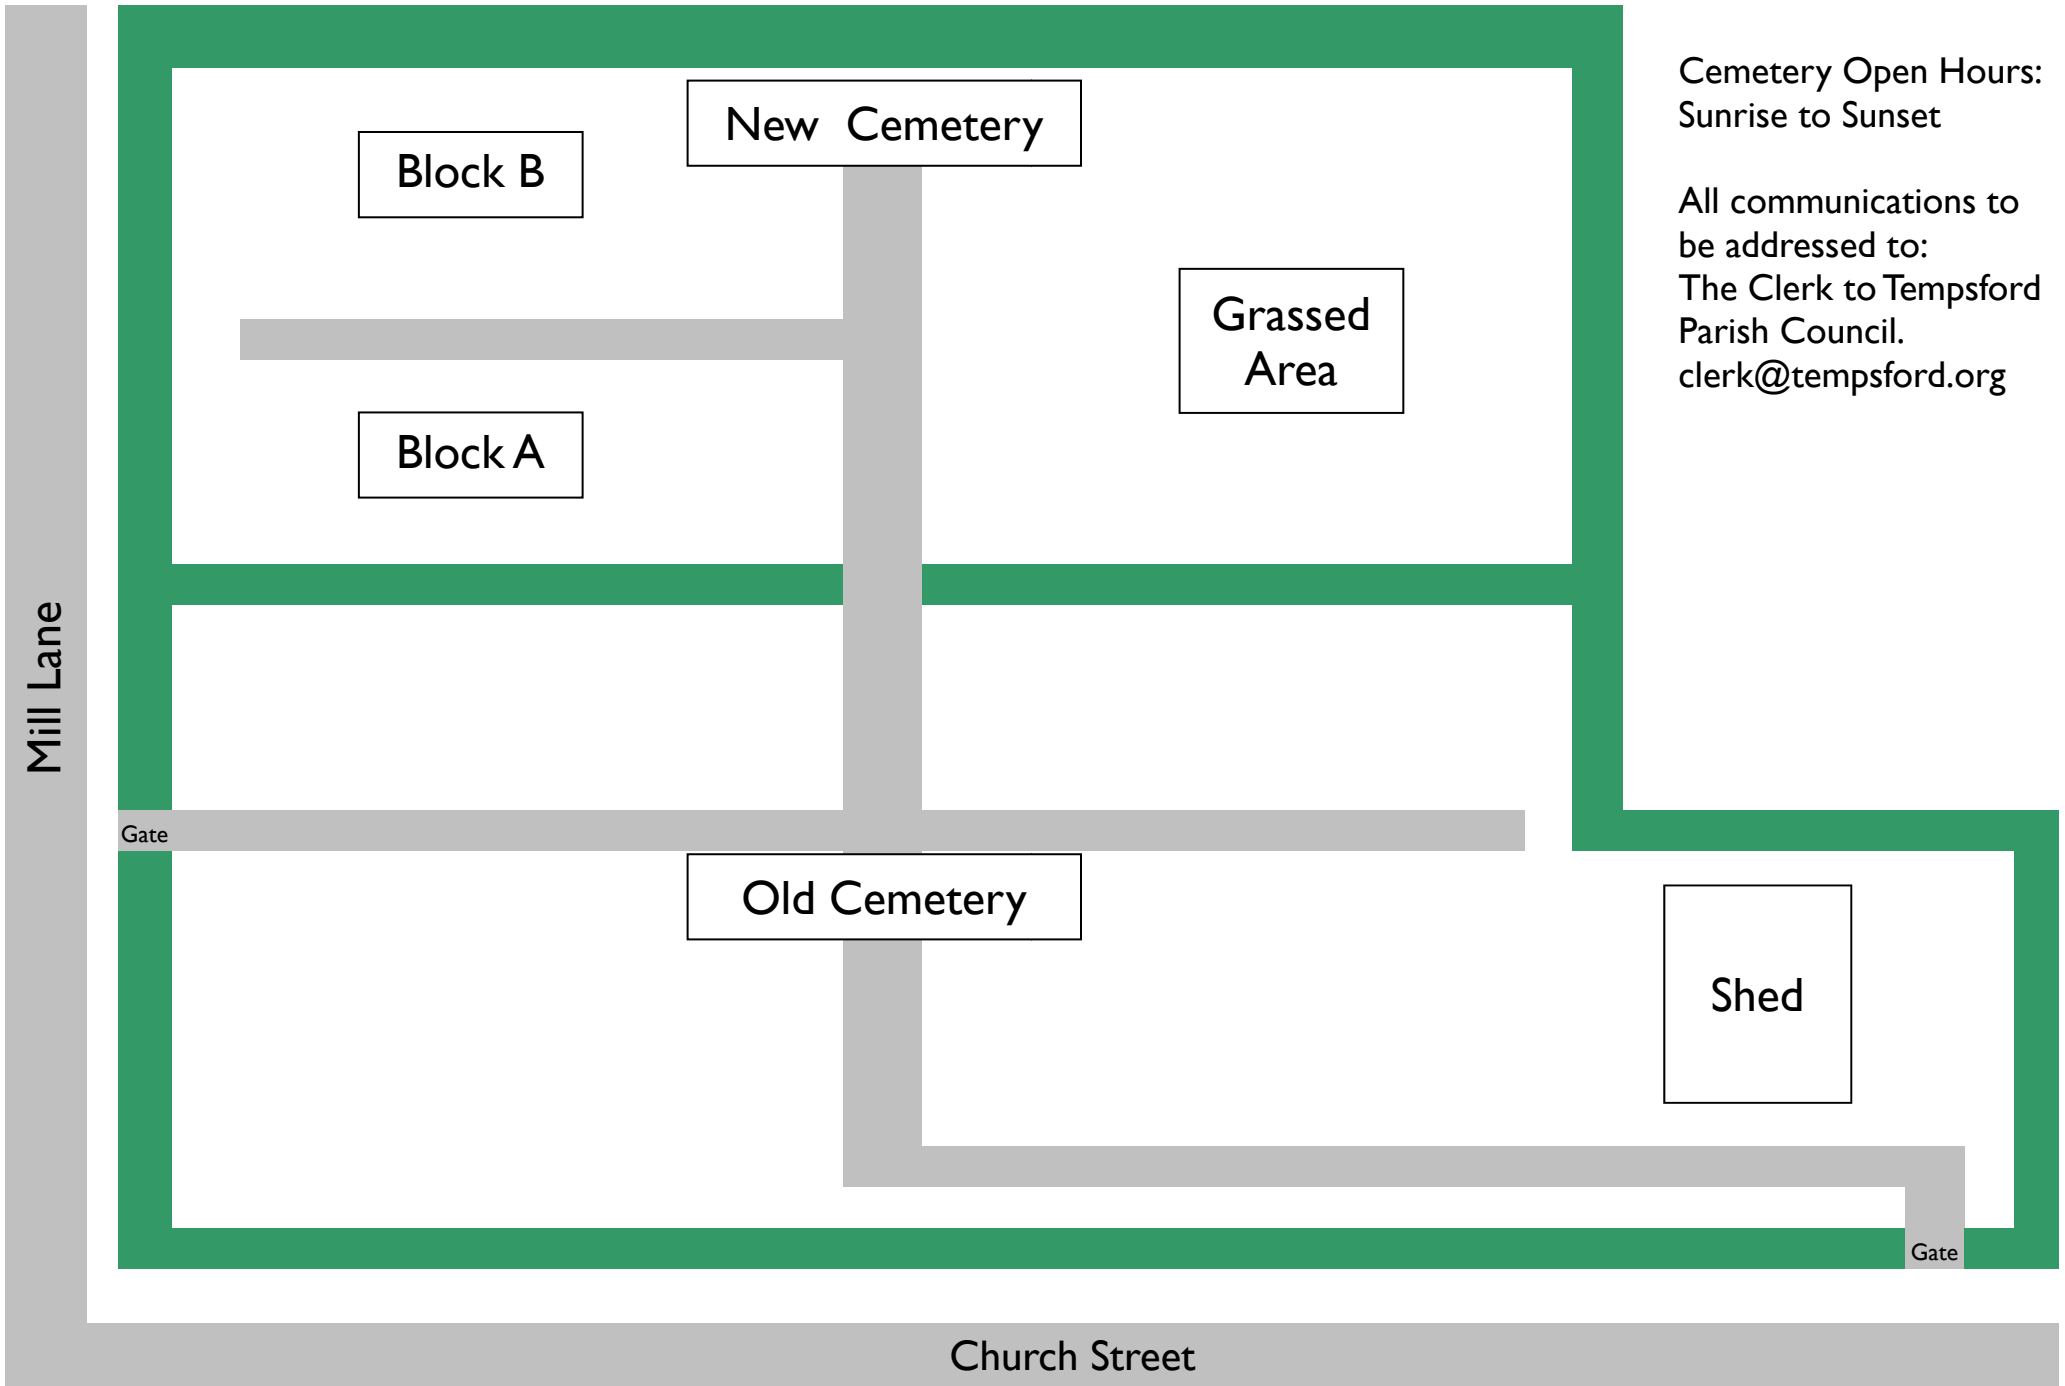 Cemetery Open Hours:
Sunrise to Sunset
All communications to
be addressed to:
The Clerk to Tempsford
Parish Council.
clerk@tempsford.org
New Cemetery
Block B
Grassed
Area
Block A
Mill Lane
Gate
Old Cemetery
Shed
Gate
Church Street